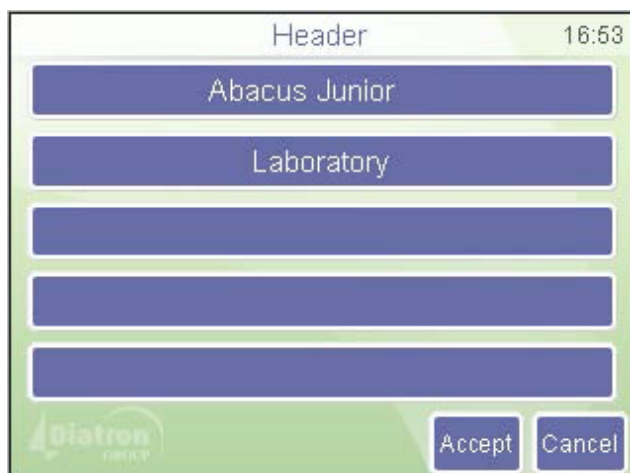 Header 16:53
Abacus Junior
Laboratory
Diatron
GROUP
Accept Cancel